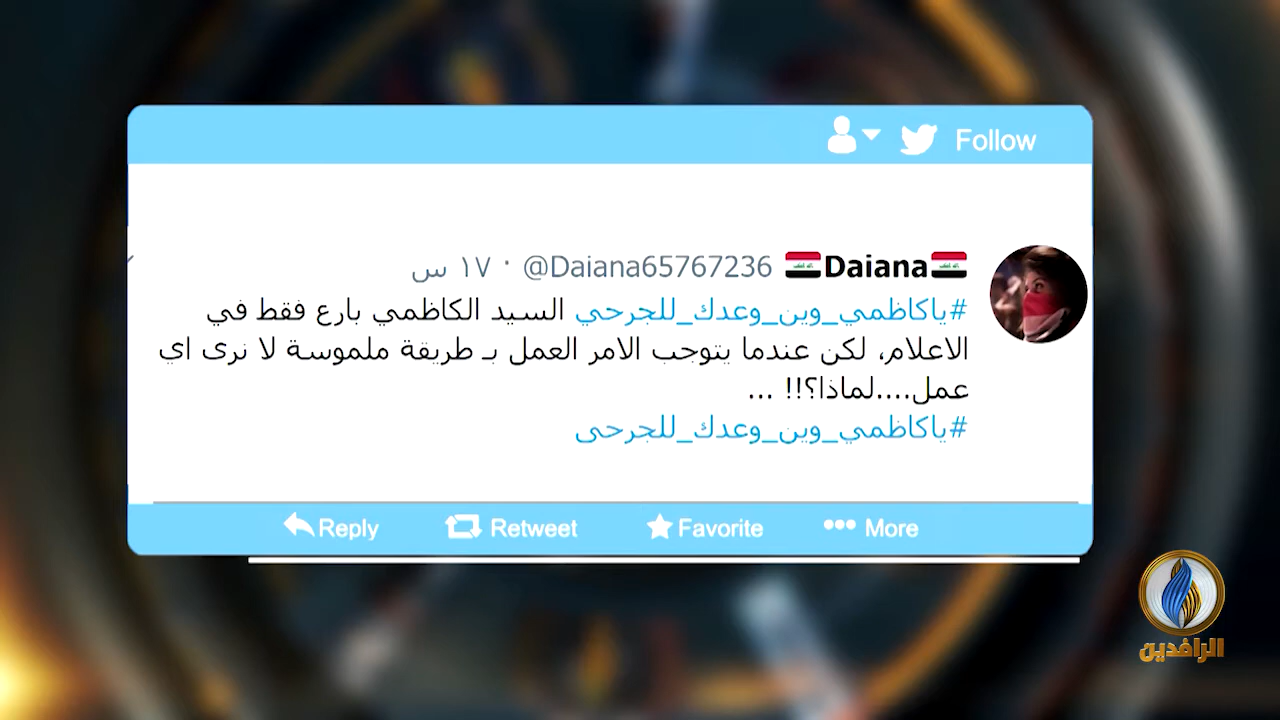 Follow
Daiana @Daiana65767236 · ١٧ س
#ياكاظمي_وين_وعدك_للجرحي السيد الكاظمي بارع فقط في
الاعلام، لكن عندما يتوجب الامر العمل بـ طريقة ملموسة لا نرى اي
عمل....لماذا؟!! ...
#ياكاظمي_وين_وعدك_للجرحى
Reply Retweet Favorite More
الرافدين